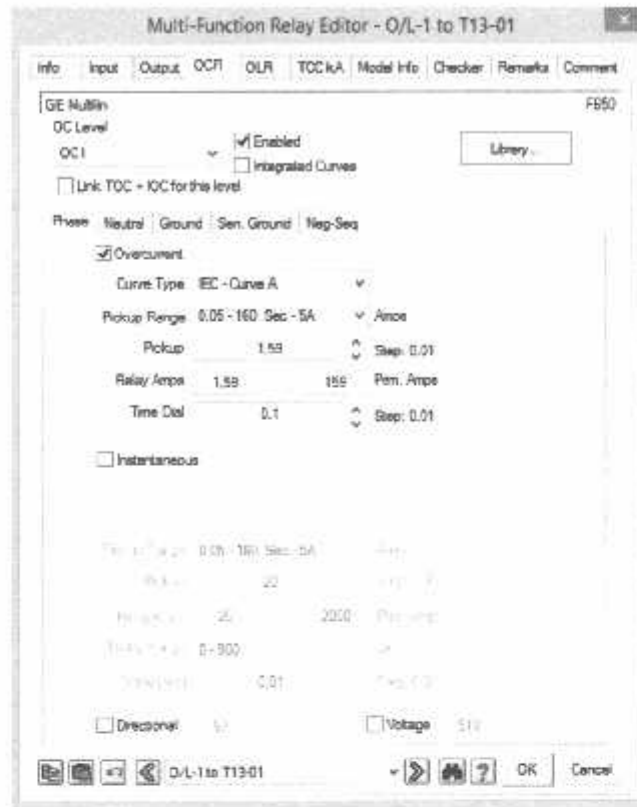 Multi-Function Relay Editor - O/L-1 to T13-01
Info Input Output OCR OLR TCC kA Model Info Checker Remarks Comment
GE Multilin F650
OC Level
OC1 Enabled Library...
Integrated Curves
Link TOC + IOC for this level
Phase Neutral Ground Sen. Ground Neg-Seq
Overcurrent
Curve Type IEC - Curve A
Pickup Range 0.05 - 160 Sec - 5A Amps
Pickup 1.59 Step: 0.01
Relay Amps 1.59 159 Prim. Amps
Time Dial 0.1 Step: 0.01
Instantaneous
0.05 - 160 Sec - 5A
Pickup 20
20 2000
0 - 900
0.01
Directional Voltage
O/L-1 to T13-01 ? OK Cancel